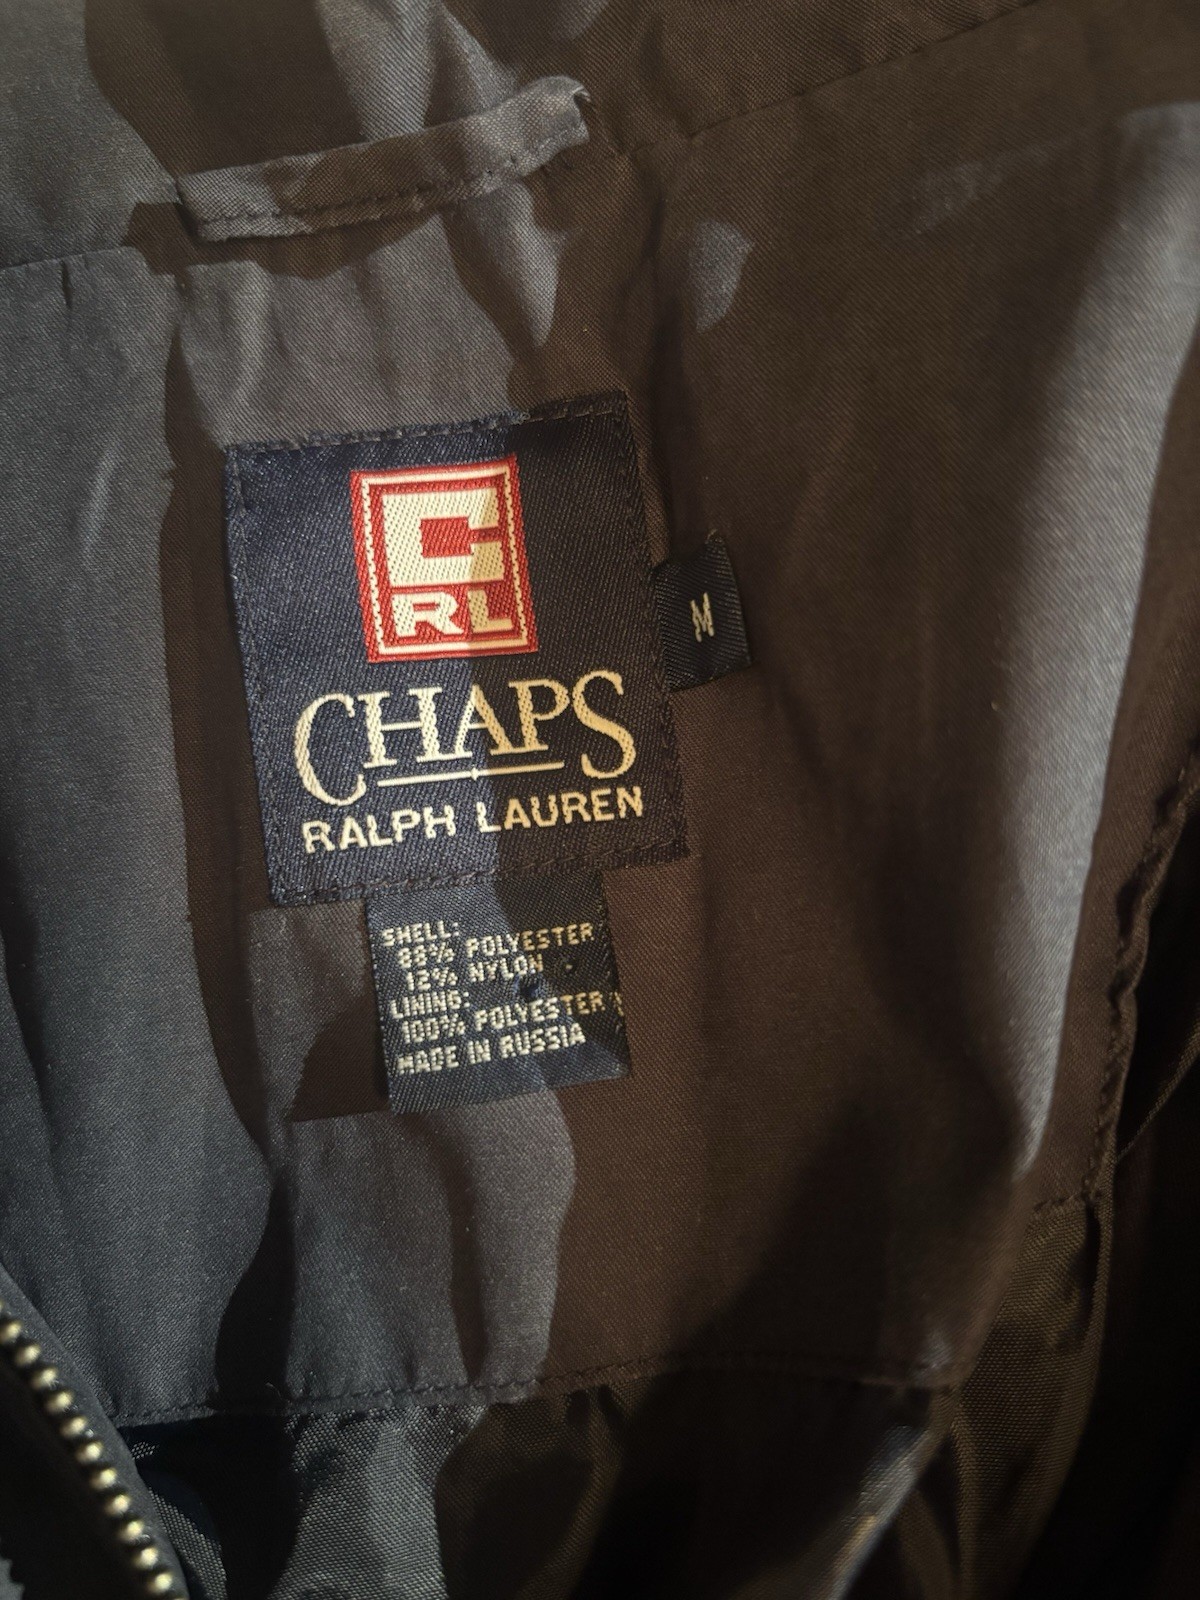 C
RL
CHAPS
RALPH LAUREN
M
SHELL:
88% POLYESTER
12% NYLON
LINING:
100% POLYESTER
MADE IN RUSSIA